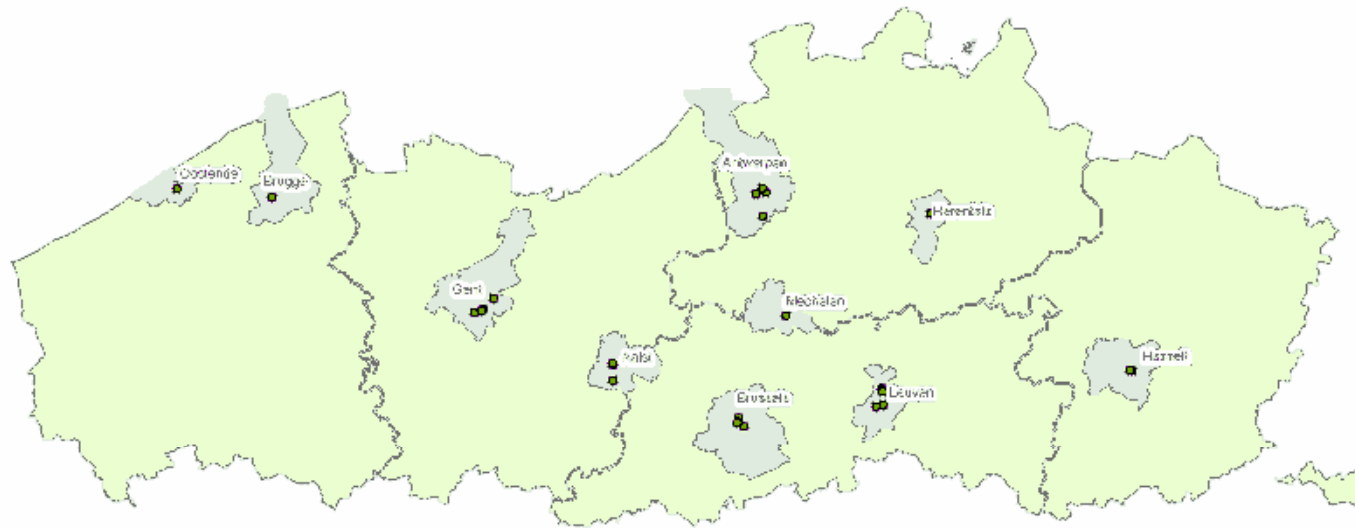 Oostende
Brugge
Antwerpen
Herentals
Gent
Mechelen
Aalst
Hasselt
Brussels
Leuven